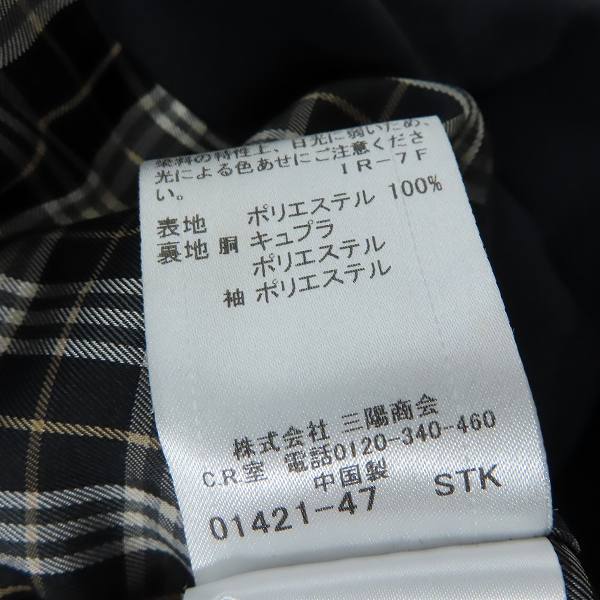 染料の特性上、日光に弱いため、
光による色あせにご注意くださ
い。 IR-7F
表地 ポリエステル 100%
裏地 胴 キュプラ
ポリエステル
袖 ポリエステル
株式会社 三陽商会
C.R.室 電話0120-340-460
中国製
01421-47 STK